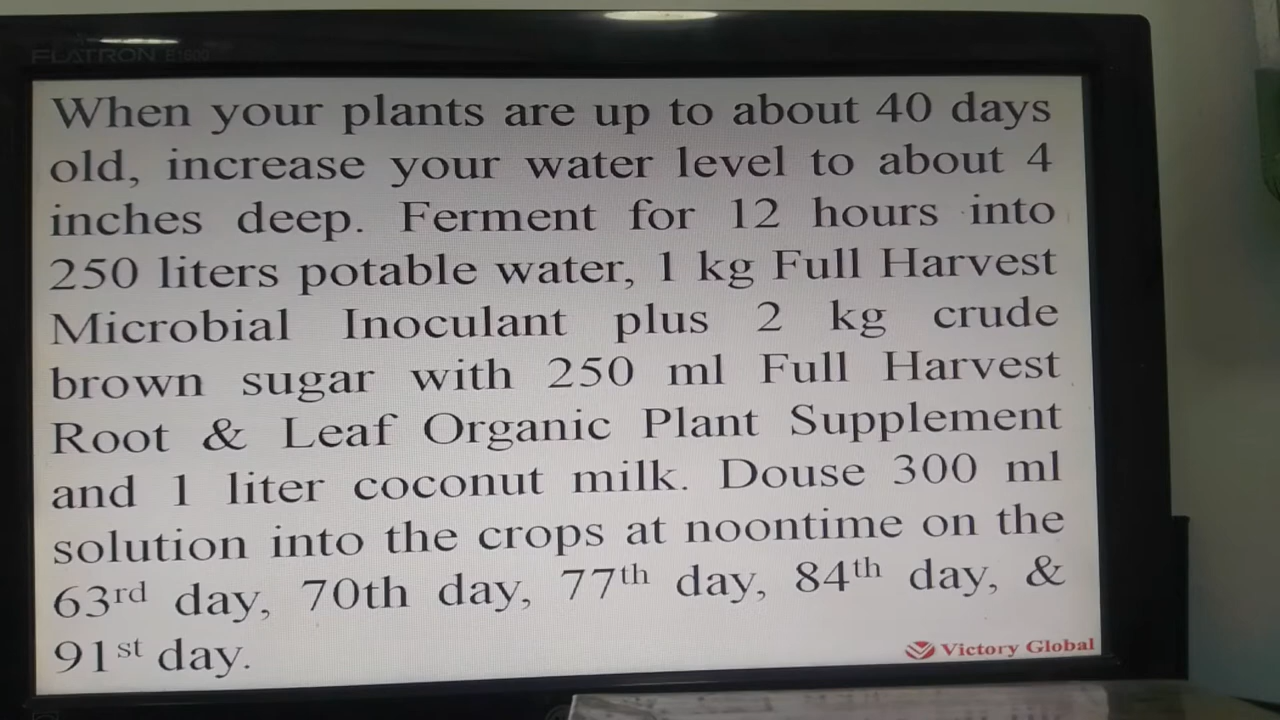 FLATRON E1600
When your plants are up to about 40 days
old, increase your water level to about 4
inches deep. Ferment for 12 hours into
250 liters potable water, 1 kg Full Harvest
Microbial Inoculant plus 2 kg crude
brown sugar with 250 ml Full Harvest
Root & Leaf Organic Plant Supplement
and 1 liter coconut milk. Douse 300 ml
solution into the crops at noontime on the
63rd day, 70th day, 77th day, 84th day, &
91st day.
Victory Global